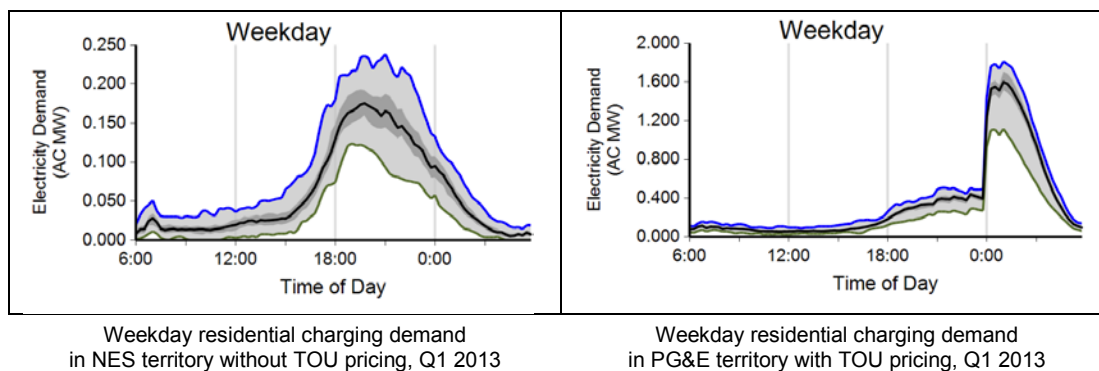 Weekday
0.250
0.200
0.150
0.100
0.050
0.000
Electricity Demand
(AC MW)
6:00 12:00 18:00 0:00
Time of Day
Weekday
2.000
1.600
1.200
0.800
0.400
0.000
Electricity Demand
(AC MW)
6:00 12:00 18:00 0:00
Time of Day
Weekday residential charging demand
in NES territory without TOU pricing, Q1 2013
Weekday residential charging demand
in PG&E territory with TOU pricing, Q1 2013